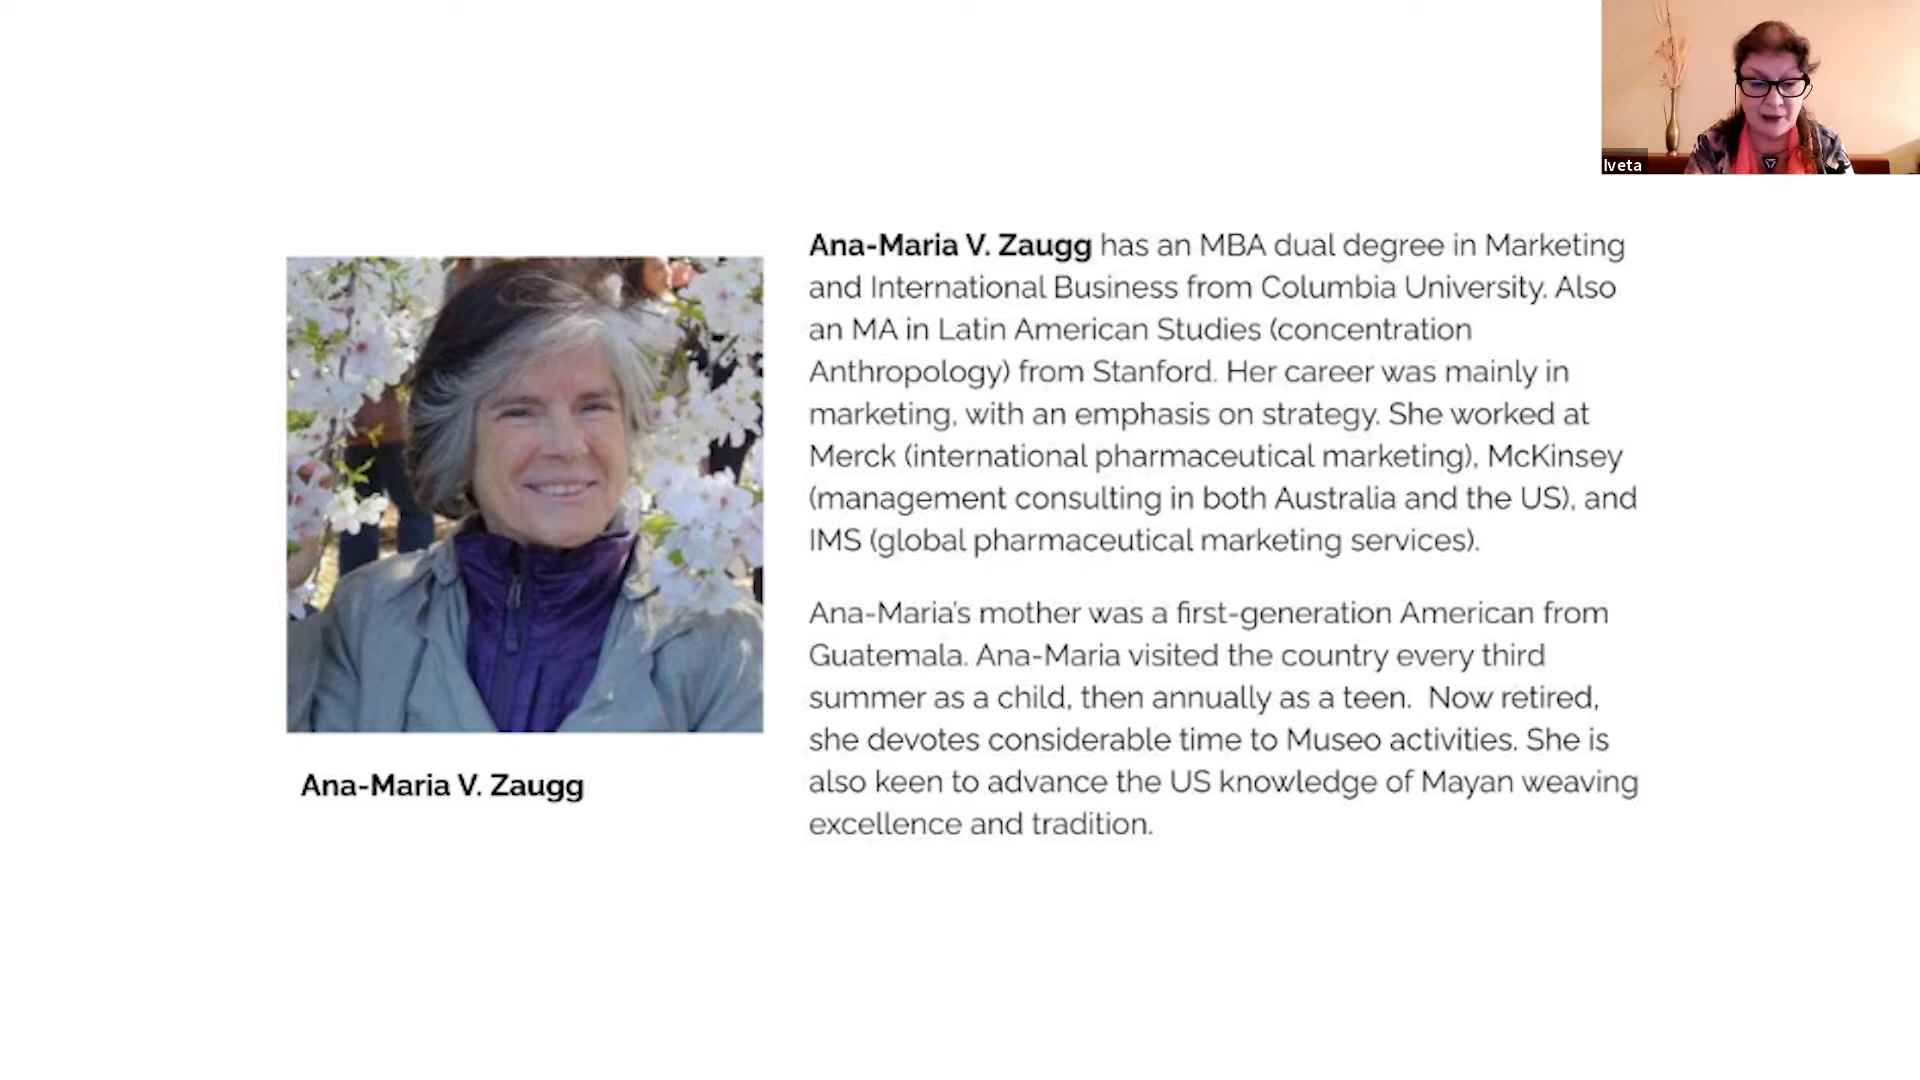 Iveta
Ana-Maria V. Zaugg has an MBA dual degree in Marketing
and International Business from Columbia University. Also
an MA in Latin American Studies (concentration
Anthropology) from Stanford. Her career was mainly in
marketing, with an emphasis on strategy. She worked at
Merck (international pharmaceutical marketing), McKinsey
(management consulting in both Australia and the US), and
IMS (global pharmaceutical marketing services).
Ana-Maria's mother was a first-generation American from
Guatemala. Ana-Maria visited the country every third
summer as a child, then annually as a teen.  Now retired,
she devotes considerable time to Museo activities. She is
also keen to advance the US knowledge of Mayan weaving
excellence and tradition.
Ana-Maria V. Zaugg